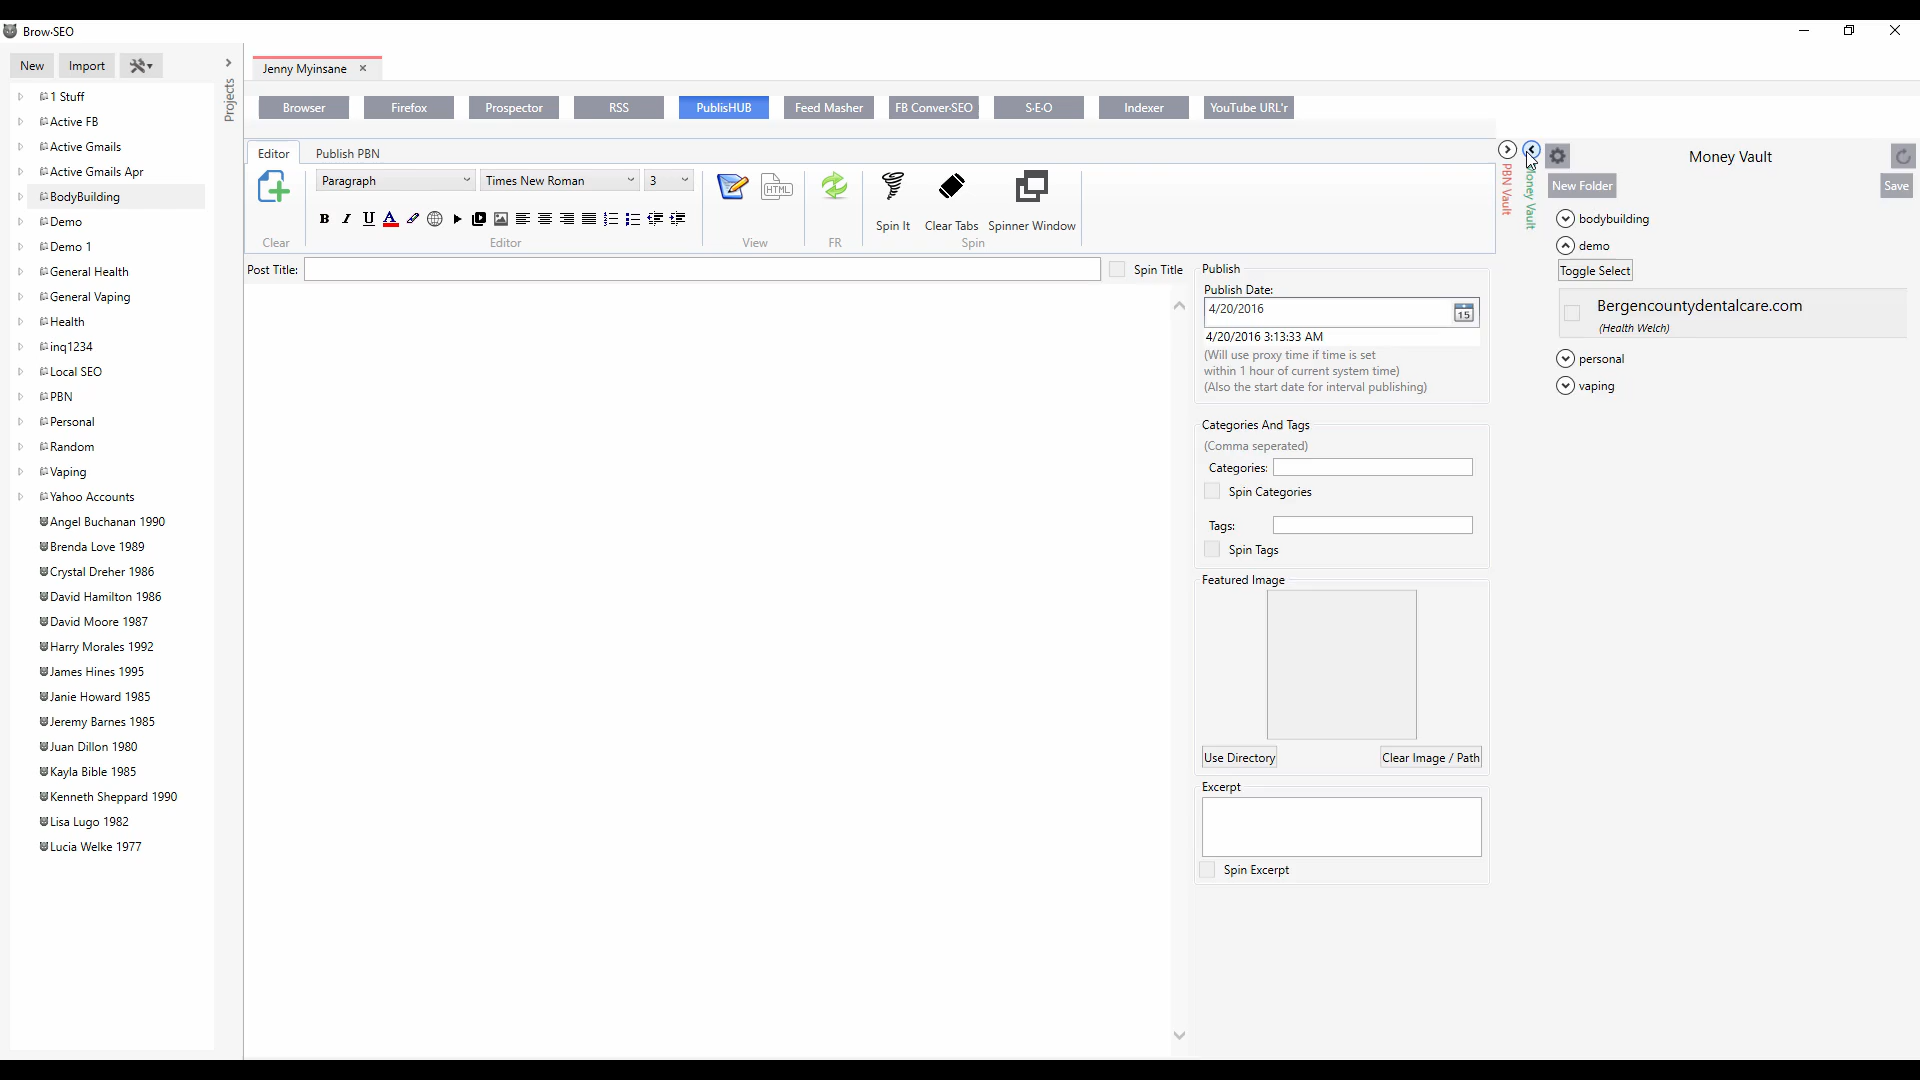 Brow·SEO
New
Import
Projects
1 Stuff
Active FB
Active Gmails
Active Gmails Apr
BodyBuilding
Demo
Demo 1
General Health
General Vaping
Health
inq1234
Local SEO
PBN
Personal
Random
Vaping
Yahoo Accounts
Angel Buchanan 1990
Brenda Love 1989
Crystal Dreher 1986
David Hamilton 1986
David Moore 1987
Harry Morales 1992
James Hines 1995
Janie Howard 1985
Jeremy Barnes 1985
Juan Dillon 1980
Kayla Bible 1985
Kenneth Sheppard 1990
Lisa Lugo 1982
Lucia Welke 1977
Jenny Myinsane
Browser Firefox Prospector RSS PublisHUB Feed Masher FB Conver·SEO S·E·O Indexer YouTube URL'r
Editor Publish PBN
Paragraph Times New Roman 3
B I U A
HTML
Spin It Clear Tabs Spinner Window
Clear Editor View FR Spin
Post Title: Spin Title
Publish
Publish Date:
4/20/2016
15
4/20/2016 3:13:33 AM
(Will use proxy time if time is set
within 1 hour of current system time)
(Also the start date for interval publishing)
Categories And Tags
(Comma seperated)
Categories:
Spin Categories
Tags:
Spin Tags
Featured Image
Use Directory Clear Image / Path
Excerpt
Spin Excerpt
PBN Vault
Money Vault
Money Vault
New Folder Save
bodybuilding
demo
Toggle Select
Bergencountydentalcare.com
(Health Welch)
personal
vaping